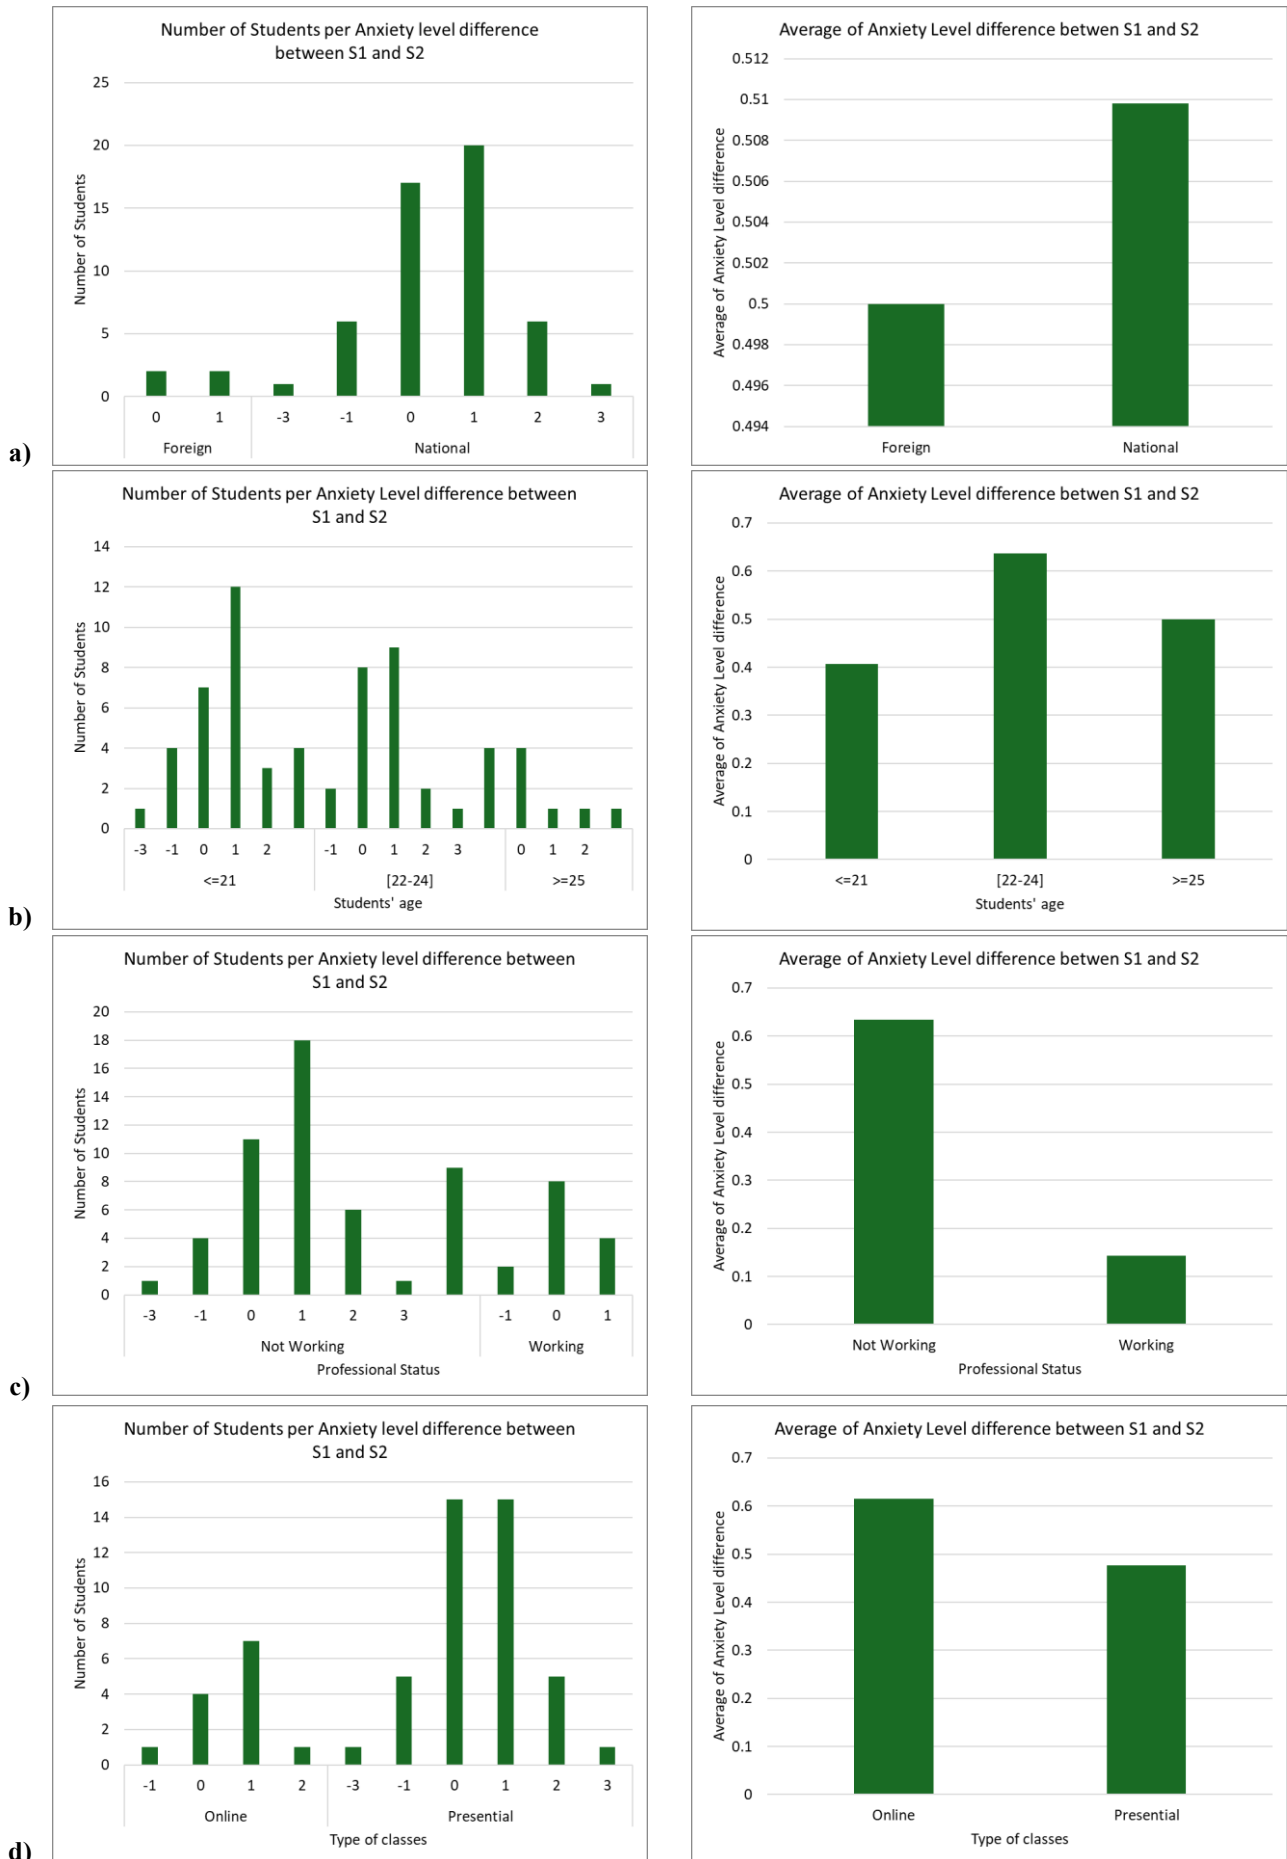 Number of Students per Anxiety level difference
between S1 and S2
25
20
15
10
5
0
Number of Students
0 1 -3 -1 0 1 2 3
Foreign National
Average of Anxiety Level difference betwen S1 and S2
0.512
0.51
0.508
0.506
0.504
0.502
0.5
0.498
0.496
0.494
Average of Anxiety Level difference
Foreign National
a)
Number of Students per Anxiety Level difference between
S1 and S2
14
12
10
8
6
4
2
0
Number of Students
-3 -1 0 1 2 -1 0 1 2 3 0 1 2
<=21 [22-24] >=25
Students' age
Average of Anxiety Level difference betwen S1 and S2
0.7
0.6
0.5
0.4
0.3
0.2
0.1
0
Average of Anxiety Level difference
<=21 [22-24] >=25
Students' age
b)
Number of Students per Anxiety level difference between
S1 and S2
20
18
16
14
12
10
8
6
4
2
0
Number of Students
-3 -1 0 1 2 3 -1 0 1
Not Working Working
Professional Status
Average of Anxiety Level difference betwen S1 and S2
0.7
0.6
0.5
0.4
0.3
0.2
0.1
0
Average of Anxiety Level difference
Not Working Working
Professional Status
c)
Number of Students per Anxiety level difference between
S1 and S2
16
14
12
10
8
6
4
2
0
Number of Students
-1 0 1 2 -3 -1 0 1 2 3
Online Presential
Type of classes
Average of Anxiety Level difference between S1 and S2
0.7
0.6
0.5
0.4
0.3
0.2
0.1
0
Average of Anxiety Level difference
Online Presential
Type of classes
d)